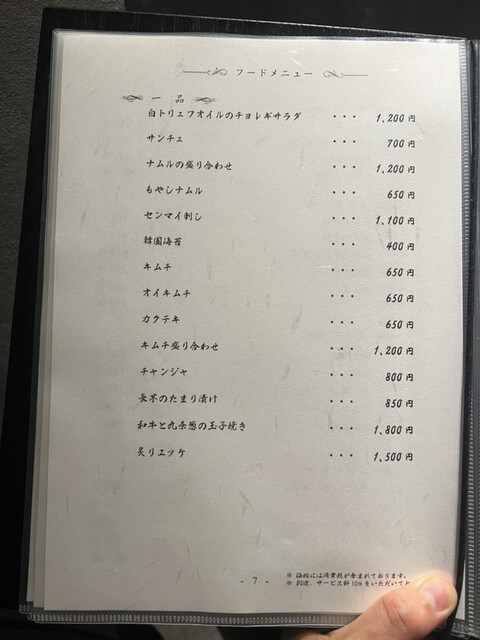 フードメニュー
一品
白トリュフオイルのチョレギサラダ ・・・ 1,200円
サンチェ ・・・ 700円
ナムルの盛り合わせ ・・・ 1,200円
もやしナムル ・・・ 650円
センマイ刺し ・・・ 1,100円
韓国海苔 ・・・ 400円
キムチ ・・・ 650円
オイキムチ ・・・ 650円
カクテキ ・・・ 650円
キムチ盛り合わせ ・・・ 1,200円
チャンジャ ・・・ 800円
長芋のたまり漬け ・・・ 850円
和牛と九条葱の玉子焼き ・・・ 1,800円
炙りユッケ ・・・ 1,500円
※ 価格には消費税が含まれております。
- 7 -
※ 別途、サービス料10%をいただいてお